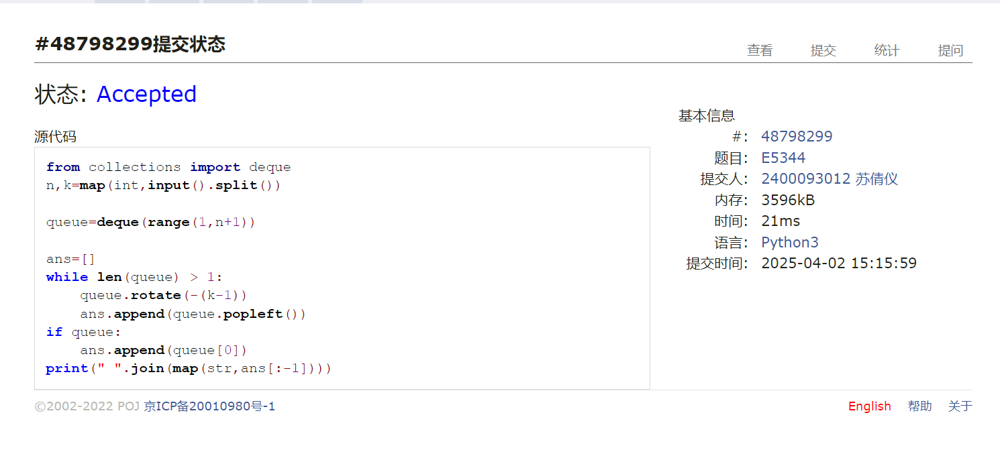 #48798299提交状态
查看 提交 统计 提问
状态: Accepted
源代码
from collections import deque
n,k=map(int,input().split())
queue=deque(range(1,n+1))
ans=[]
while len(queue) > 1:
    queue.rotate(-(k-1))
    ans.append(queue.popleft())
if queue:
    ans.append(queue[0])
print(" ".join(map(str,ans[:-1])))
基本信息
#: 48798299
题目: E5344
提交人: 2400093012 苏倩仪
内存: 3596kB
时间: 21ms
语言: Python3
提交时间: 2025-04-02 15:15:59
©2002-2022 POJ 京ICP备20010980号-1
English 帮助 关于